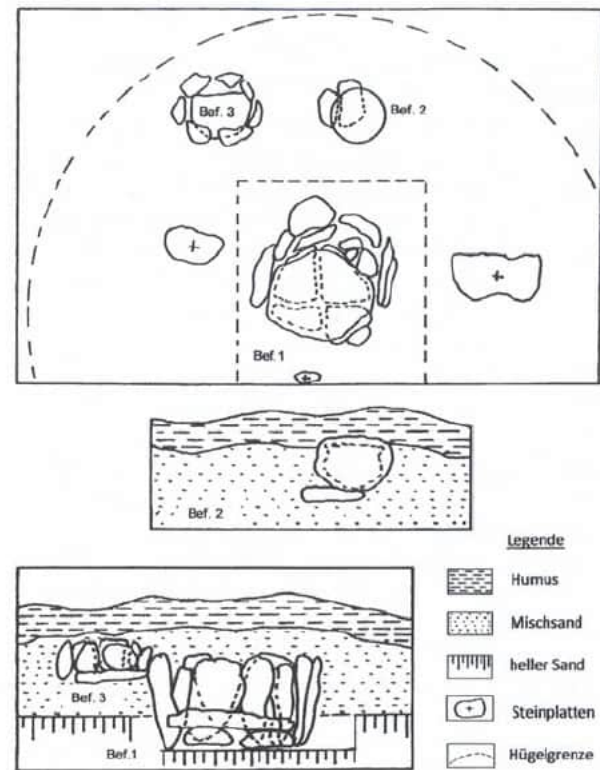 Bef. 3
Bef. 2
Bef. 1
Bef. 2
Bef. 3
Bef.1
Legende
Humus
Mischsand
heller Sand
Steinplatten
Hügelgrenze